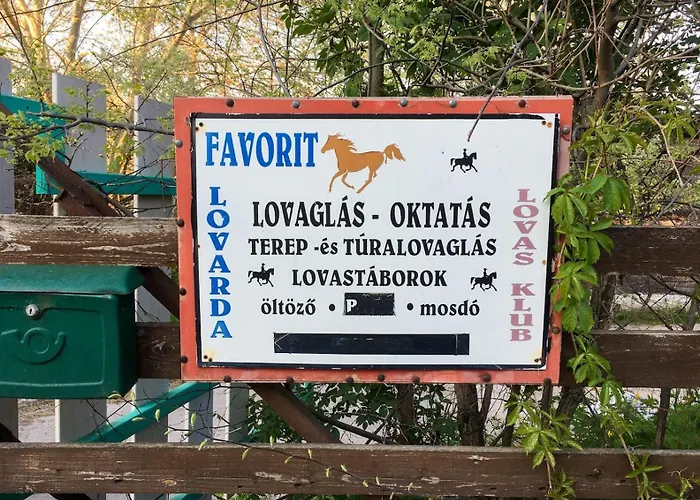 FAVORIT
LOVARDA
LOVAS KLUB
LOVAGLÁS - OKTATÁS
TEREP -és TÚRALOVAGLÁS
LOVASTÁBOROK
öltöző • P • mosdó